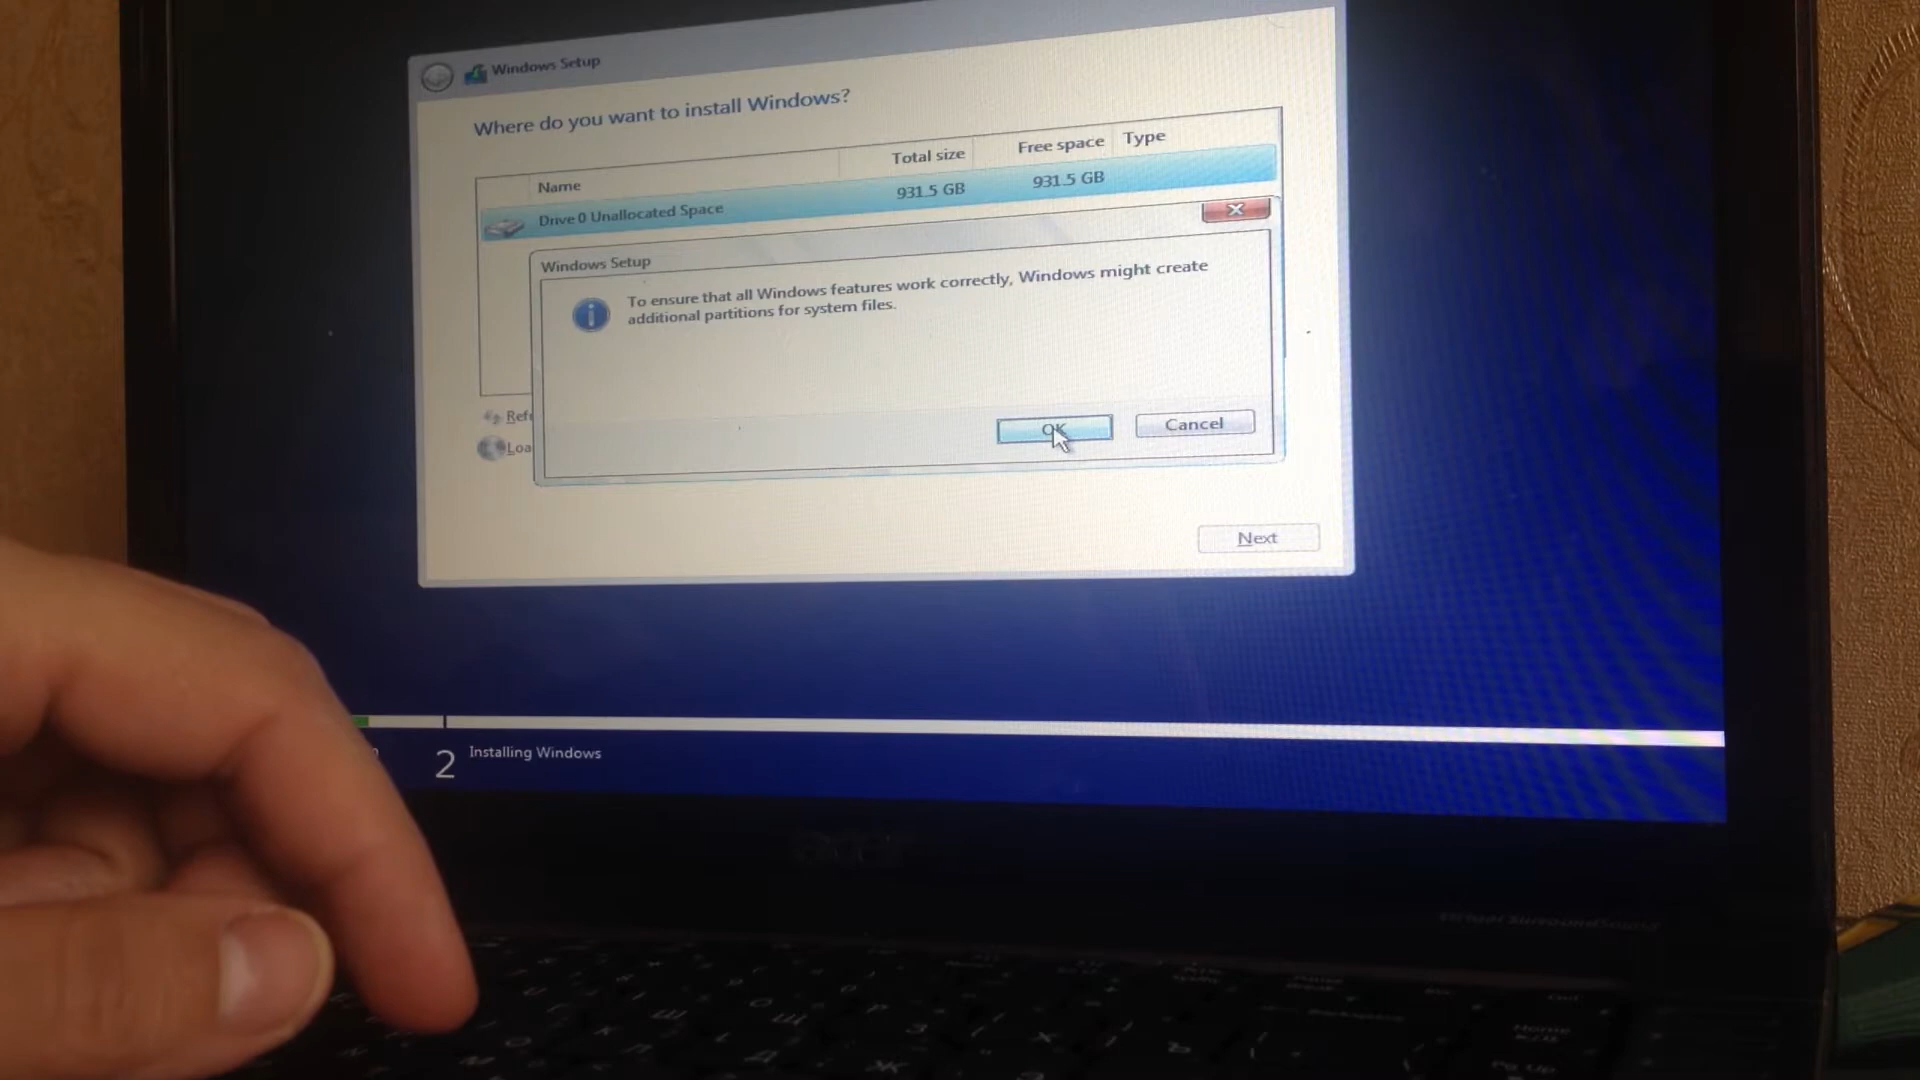 Windows Setup
Where do you want to install Windows?
Name Total size Free space Type
Drive 0 Unallocated Space 931.5 GB 931.5 GB
Windows Setup
To ensure that all Windows features work correctly, Windows might create
additional partitions for system files.
OK Cancel
Next
2 Installing Windows